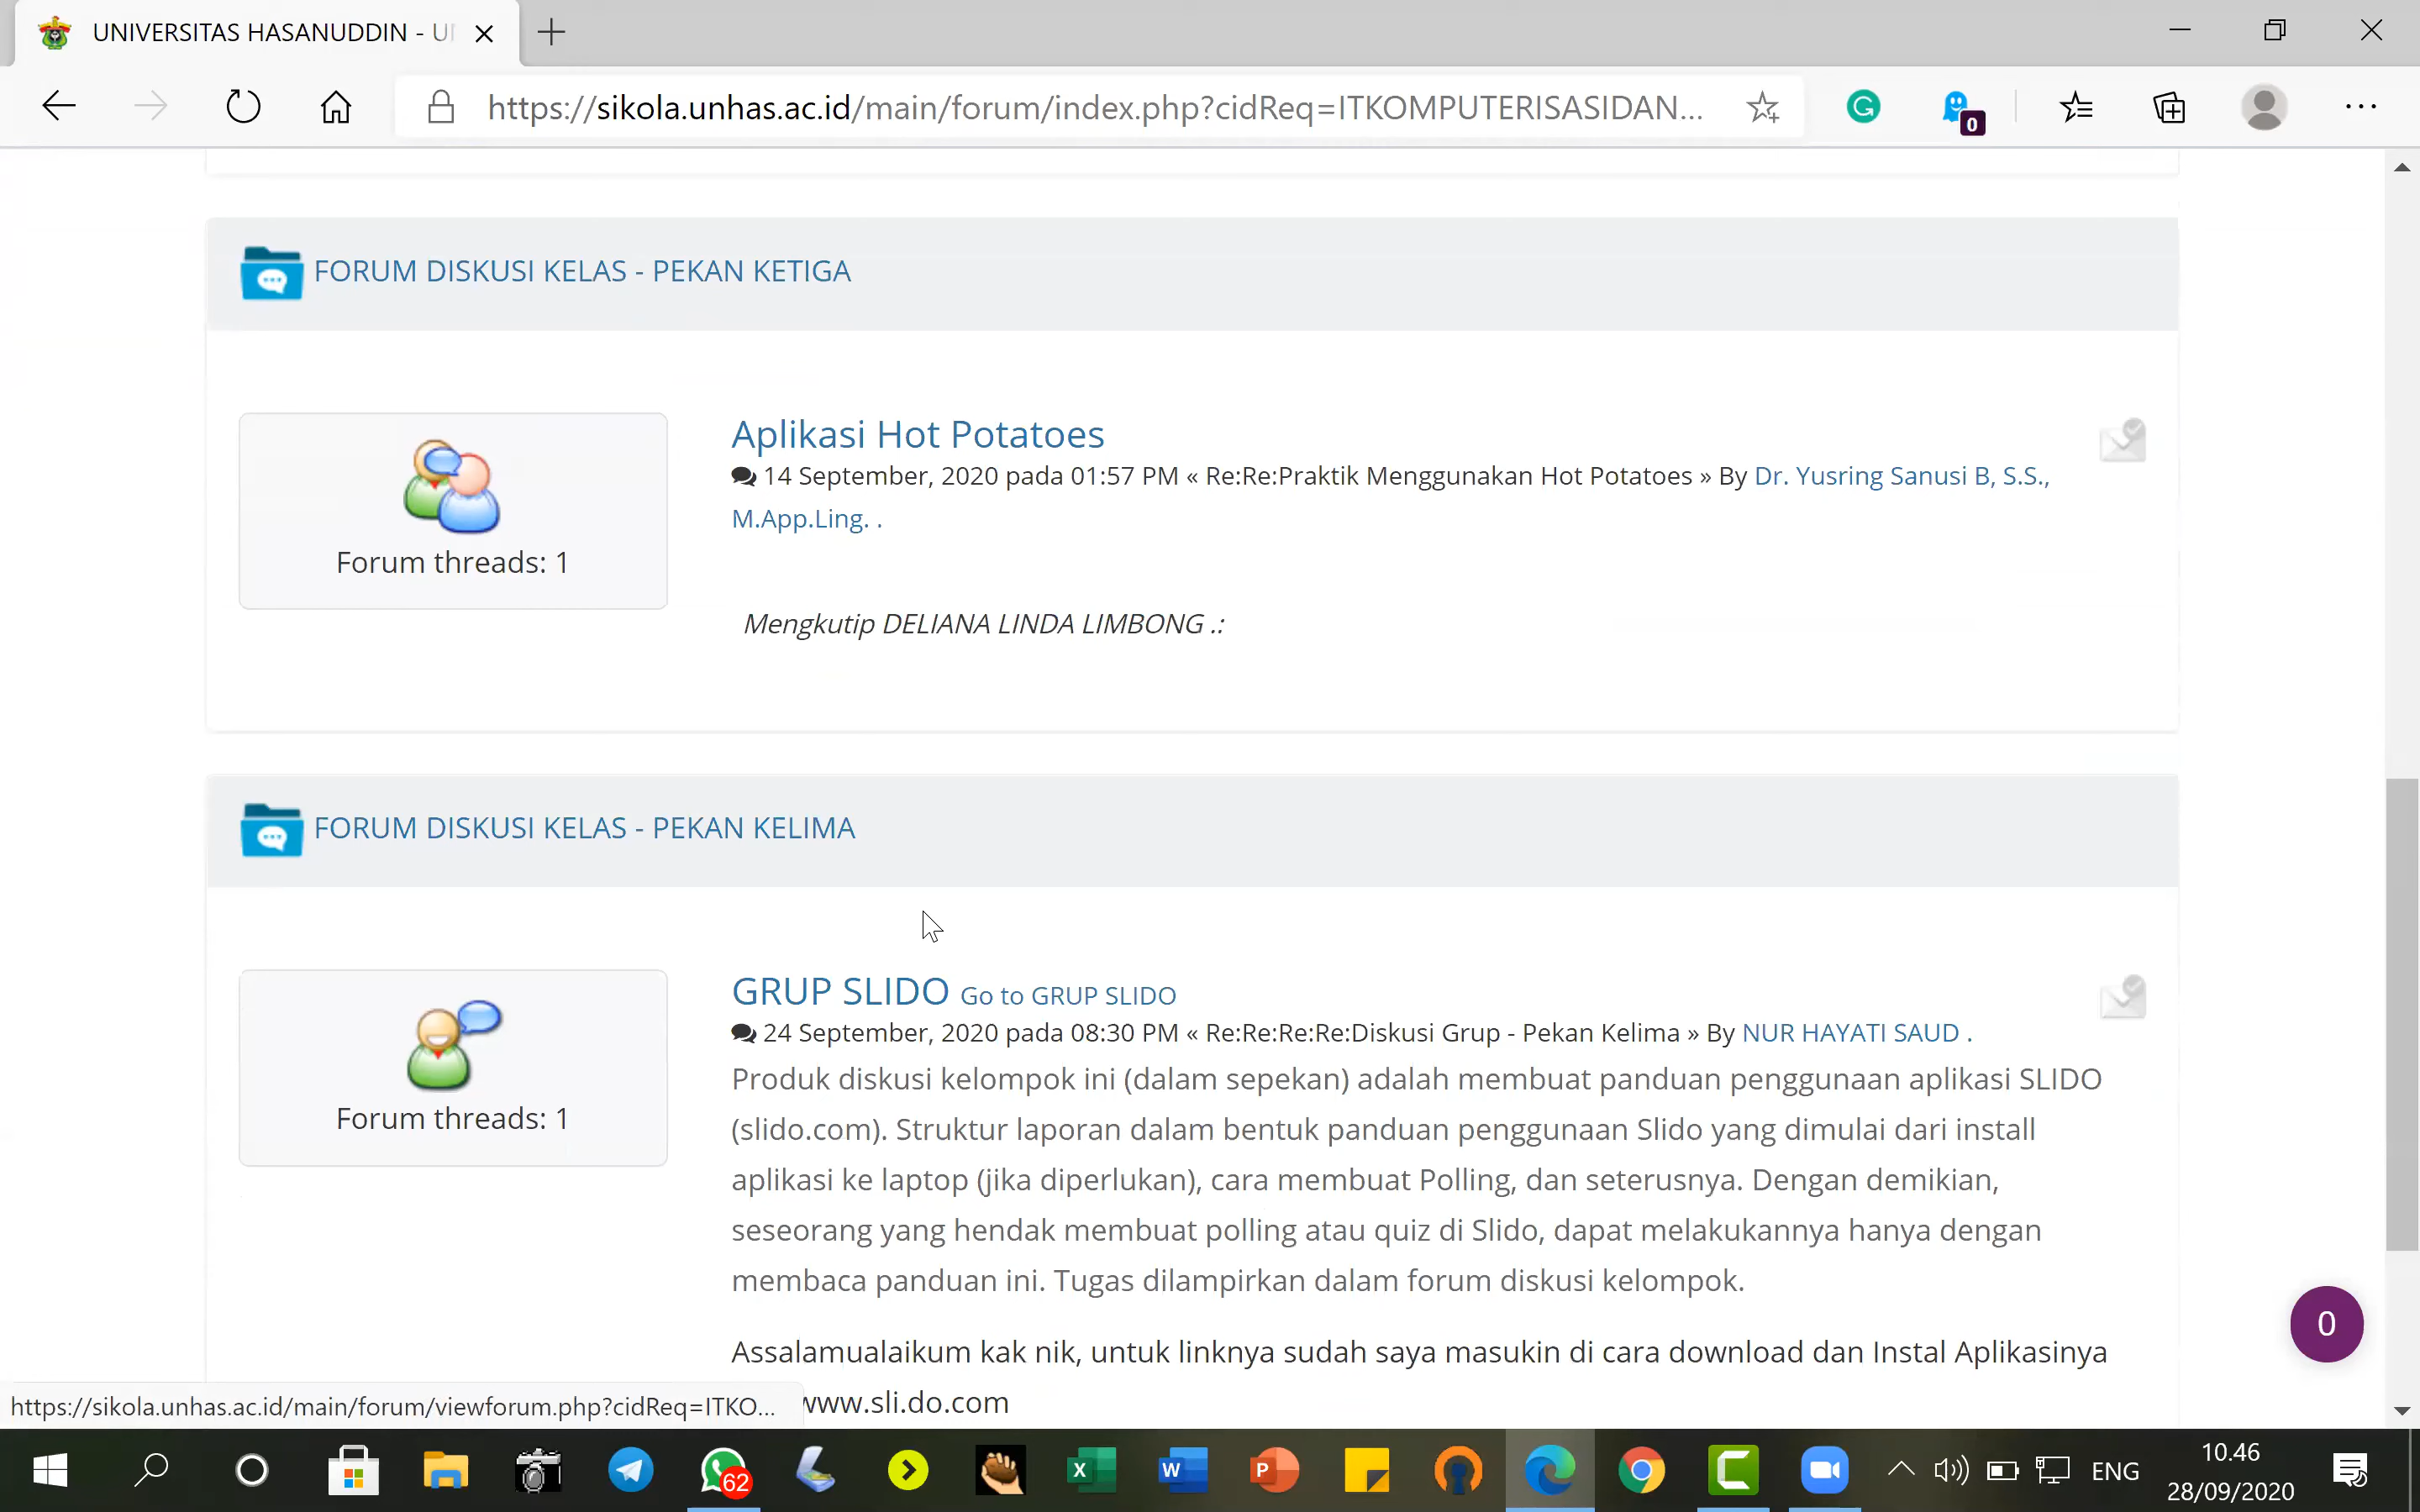 UNIVERSITAS HASANUDDIN - U
https://sikola.unhas.ac.id/main/forum/index.php?cidReq=ITKOMPUTERISASIDAN...
0
FORUM DISKUSI KELAS - PEKAN KETIGA
Forum threads: 1
Aplikasi Hot Potatoes
14 September, 2020 pada 01:57 PM « Re:Re:Praktik Menggunakan Hot Potatoes » By Dr. Yusring Sanusi B, S.S.,
M.App.Ling. .
Mengkutip DELIANA LINDA LIMBONG .:
FORUM DISKUSI KELAS - PEKAN KELIMA
Forum threads: 1
GRUP SLIDO Go to GRUP SLIDO
24 September, 2020 pada 08:30 PM « Re:Re:Re:Re:Diskusi Grup - Pekan Kelima » By NUR HAYATI SAUD .
Produk diskusi kelompok ini (dalam sepekan) adalah membuat panduan penggunaan aplikasi SLIDO
(slido.com). Struktur laporan dalam bentuk panduan penggunaan Slido yang dimulai dari install
aplikasi ke laptop (jika diperlukan), cara membuat Polling, dan seterusnya. Dengan demikian,
seseorang yang hendak membuat polling atau quiz di Slido, dapat melakukannya hanya dengan
membaca panduan ini. Tugas dilampirkan dalam forum diskusi kelompok.
Assalamualaikum kak nik, untuk linknya sudah saya masukin di cara download dan Instal Aplikasinya
www.sli.do.com
0
https://sikola.unhas.ac.id/main/forum/viewforum.php?cidReq=ITKO...
62
ENG
10.46
28/09/2020